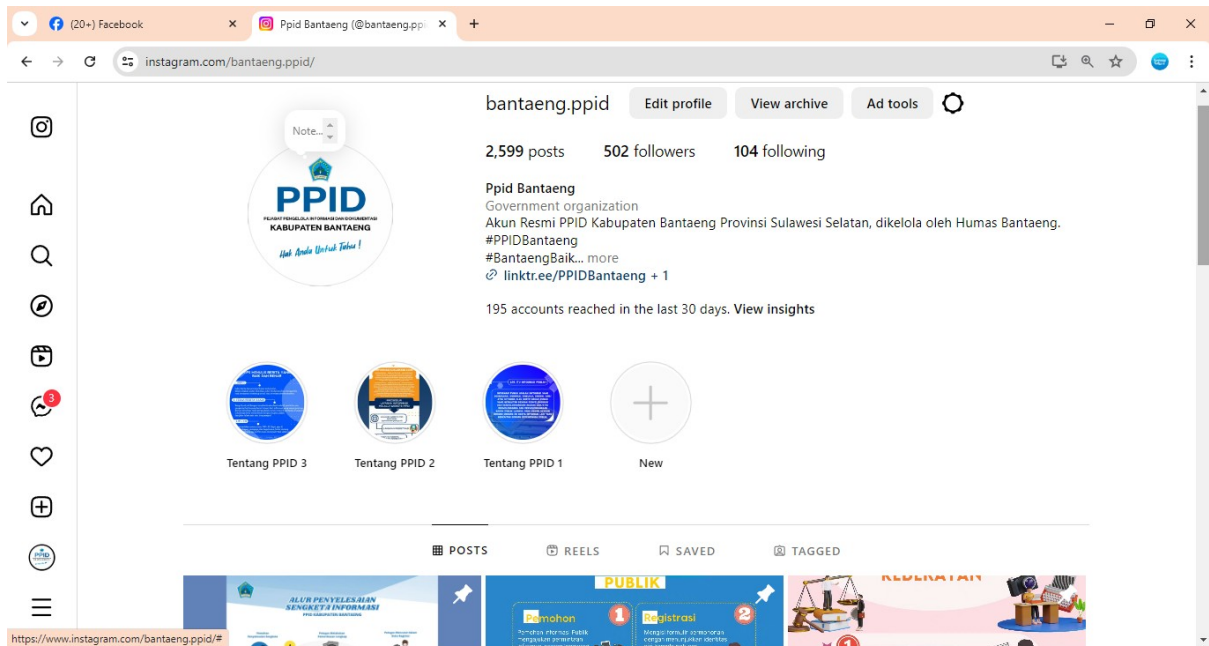 (20+) Facebook
Ppid Bantaeng (@bantaeng.ppi
instagram.com/bantaeng.ppid/
bantaeng.ppid Edit profile View archive Ad tools
Note...
2,599 posts 502 followers 104 following
PPID
PEJABAT PENGELOLA INFORMASI DAN DOKUMENTASI
KABUPATEN BANTAENG
Hak Anda Untuk Tahu !
Ppid Bantaeng
Government organization
Akun Resmi PPID Kabupaten Bantaeng Provinsi Sulawesi Selatan, dikelola oleh Humas Bantaeng.
#PPIDBantaeng
#BantaengBaik... more
linktr.ee/PPIDBantaeng + 1
195 accounts reached in the last 30 days. View insights
3
Tentang PPID 3 Tentang PPID 2 Tentang PPID 1 New
POSTS REELS SAVED TAGGED
ALUR PENYELESAIAN
SENGKETA INFORMASI
PPID KABUPATEN BANTAENG
PUBLIK
Pemohon 1 Registrasi 2
KEBERATAN
1
PPID
https://www.instagram.com/bantaeng.ppid/#